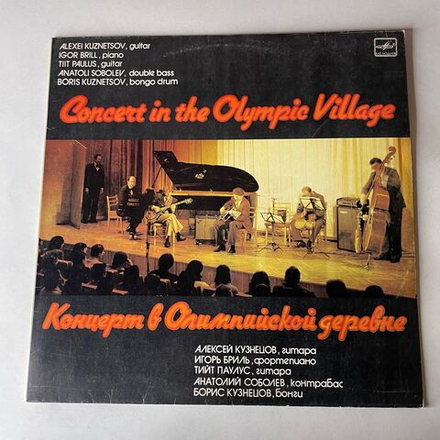 ALEXEI KUZNETSOV, guitar
IGOR BRILL, piano
TIIT PAULUS, guitar
ANATOLI SOBOLEV, double bass
BORIS KUZNETSOV, bongo drum
Concert in the Olympic Village
Концерт в Олимпийской деревне
АЛЕКСЕЙ КУЗНЕЦОВ, гитара
ИГОРЬ БРИЛЬ, фортепиано
ТИЙТ ПАУЛУС, гитара
АНАТОЛИЙ СОБОЛЕВ, контрабас
БОРИС КУЗНЕЦОВ, бонги